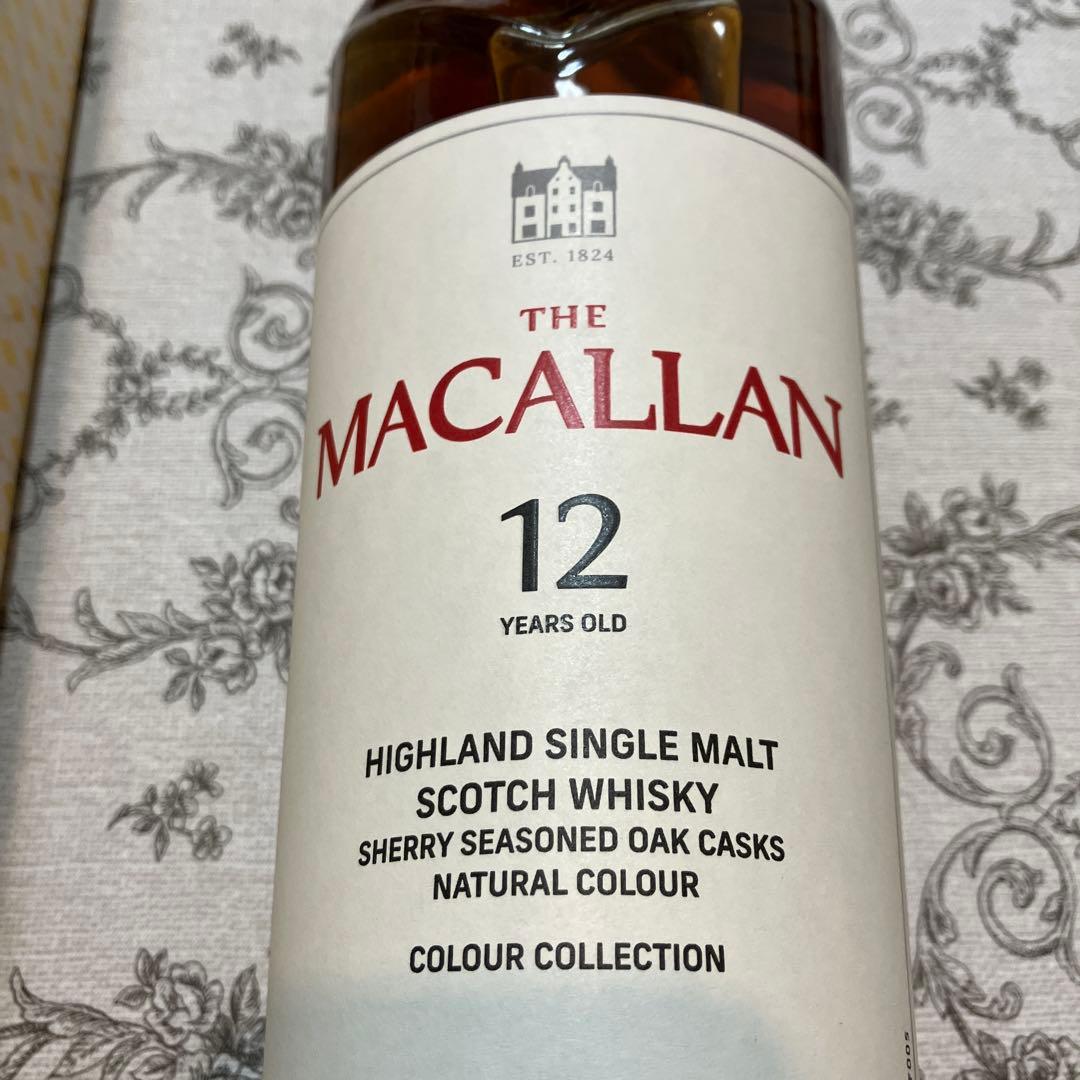 EST. 1824
THE
MACALLAN
12
YEARS OLD
HIGHLAND SINGLE MALT
SCOTCH WHISKY
SHERRY SEASONED OAK CASKS
NATURAL COLOUR
COLOUR COLLECTION